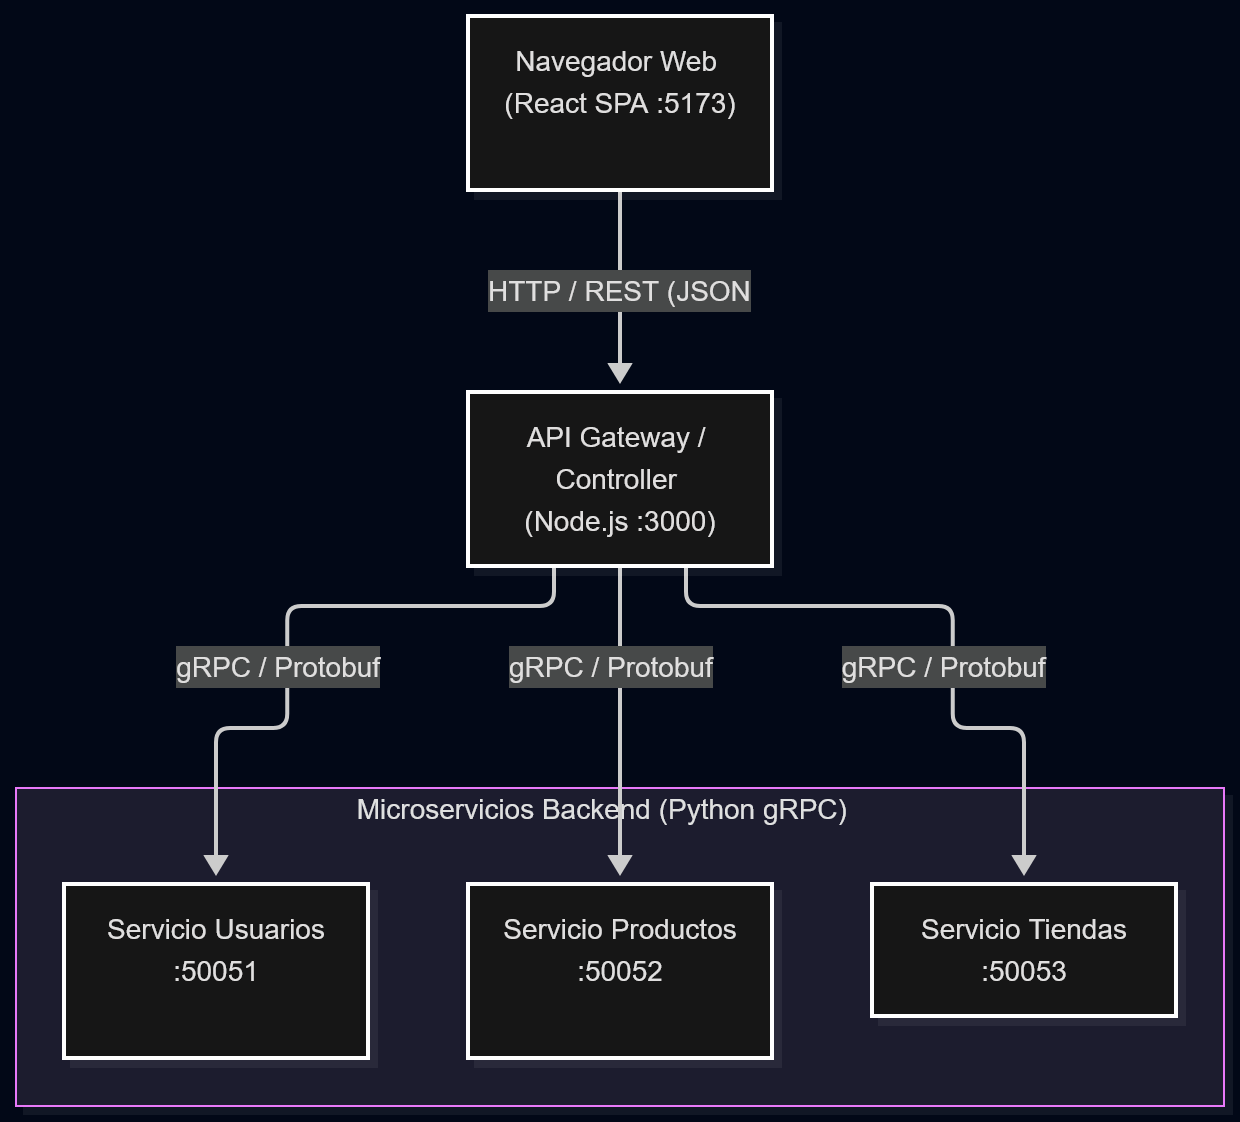 Navegador Web
(React SPA :5173)
HTTP / REST (JSON
API Gateway /
Controller
(Node.js :3000)
gRPC / Protobuf
gRPC / Protobuf
gRPC / Protobuf
Microservicios Backend (Python gRPC)
Servicio Usuarios
:50051
Servicio Productos
:50052
Servicio Tiendas
:50053